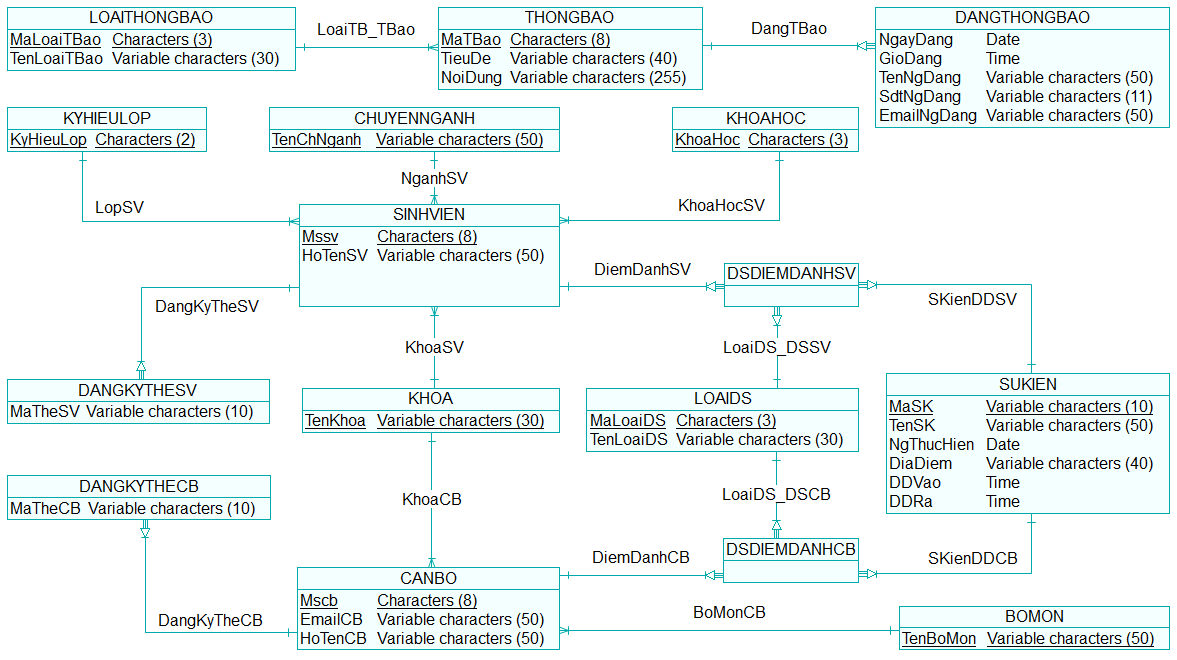 LOAITHONGBAO
MaLoaiTBao Characters (3)
TenLoaiTBao Variable characters (30)
LoaiTB_TBao
THONGBAO
MaTBao Characters (8)
TieuDe Variable characters (40)
NoiDung Variable characters (255)
DangTBao
DANGTHONGBAO
NgayDang Date
GioDang Time
TenNgDang Variable characters (50)
SdtNgDang Variable characters (11)
EmailNgDang Variable characters (50)
KYHIEULOP
KyHieuLop Characters (2)
CHUYENNGANH
TenChNganh Variable characters (50)
KHOAHOC
KhoaHoc Characters (3)
LopSV
NganhSV
KhoaHocSV
SINHVIEN
Mssv Characters (8)
HoTenSV Variable characters (50)
DiemDanhSV
DSDIEMDANHSV
SKienDDSV
DangKyTheSV
KhoaSV
LoaiDS_DSSV
DANGKYTHESV
MaTheSV Variable characters (10)
KHOA
TenKhoa Variable characters (30)
LOAIDS
MaLoaiDS Characters (3)
TenLoaiDS Variable characters (30)
SUKIEN
MaSK Variable characters (10)
TenSK Variable characters (50)
NgThucHien Date
DiaDiem Variable characters (40)
DDVao Time
DDRa Time
DANGKYTHECB
MaTheCB Variable characters (10)
KhoaCB
LoaiDS_DSCB
DiemDanhCB
DSDIEMDANHCB
SKienDDCB
DangKyTheCB
CANBO
Mscb Characters (8)
EmailCB Variable characters (50)
HoTenCB Variable characters (50)
BoMonCB
BOMON
TenBoMon Variable characters (50)